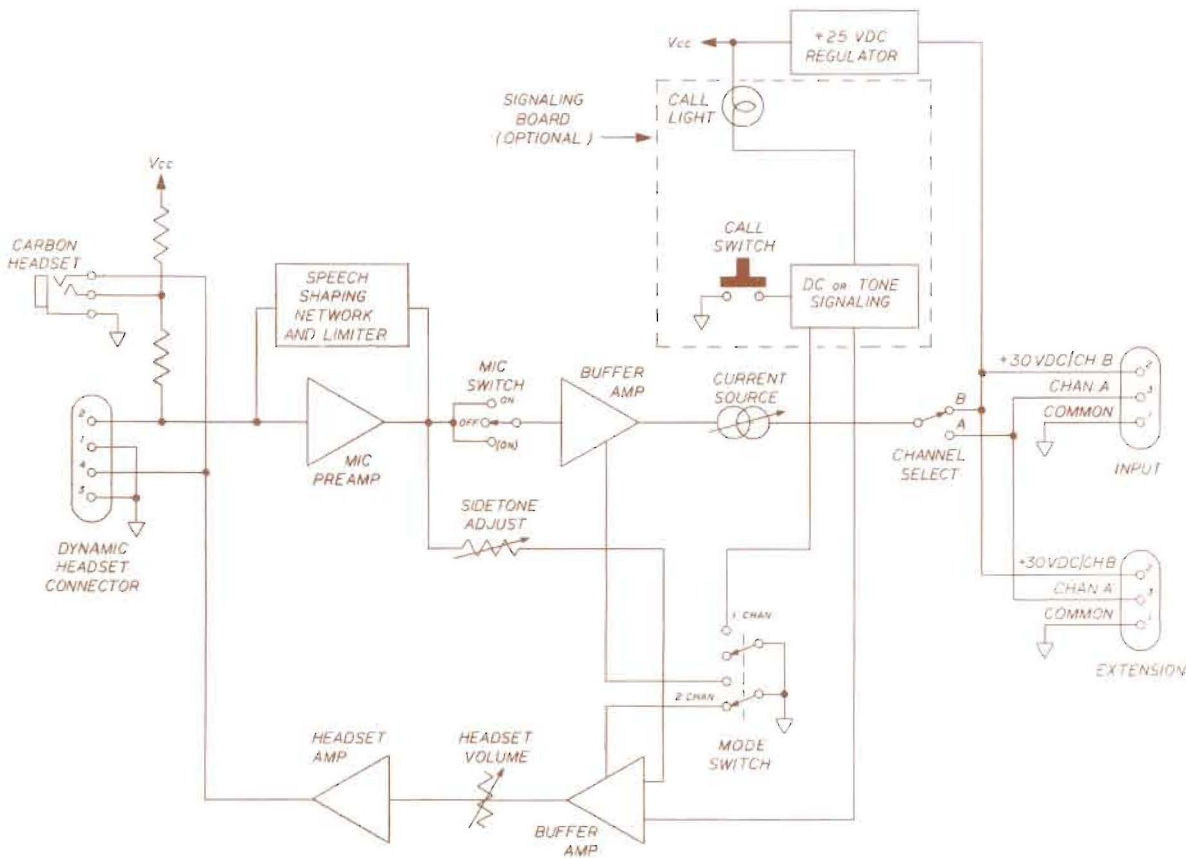 +25 VDC
REGULATOR
Vcc
SIGNALING
BOARD
(OPTIONAL)
CALL
LIGHT
Vcc
CARBON
HEADSET
CALL
SWITCH
DC OR TONE
SIGNALING
SPEECH
SHAPING
NETWORK
AND LIMITER
MIC
SWITCH
ON
OFF
(ON)
BUFFER
AMP
CURRENT
SOURCE
B
A
CHANNEL
SELECT
+30VDC/CH B
2
CHAN. A
3
COMMON
1
INPUT
2
1
4
3
DYNAMIC
HEADSET
CONNECTOR
MIC
PREAMP
SIDETONE
ADJUST
+30VDC/CH B
2
CHAN. A
3
COMMON
1
EXTENSION
1 CHAN
2 CHAN
MODE
SWITCH
HEADSET
AMP
HEADSET
VOLUME
BUFFER
AMP